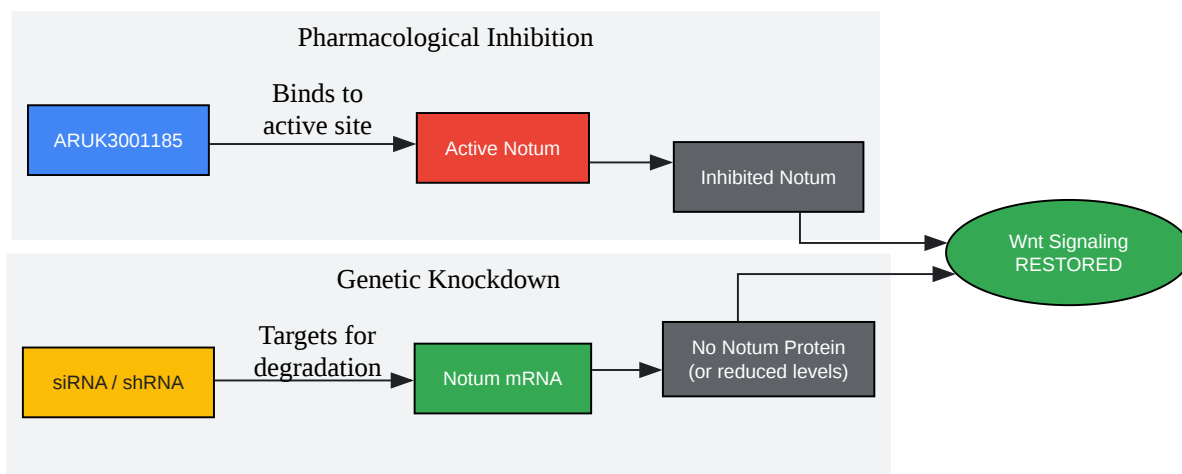 Pharmacological Inhibition
Binds to
active site
ARUK3001185
Active Notum
Inhibited Notum
Wnt Signaling
RESTORED
Genetic Knockdown
Targets for
degradation
siRNA / shRNA
Notum mRNA
No Notum Protein
(or reduced levels)